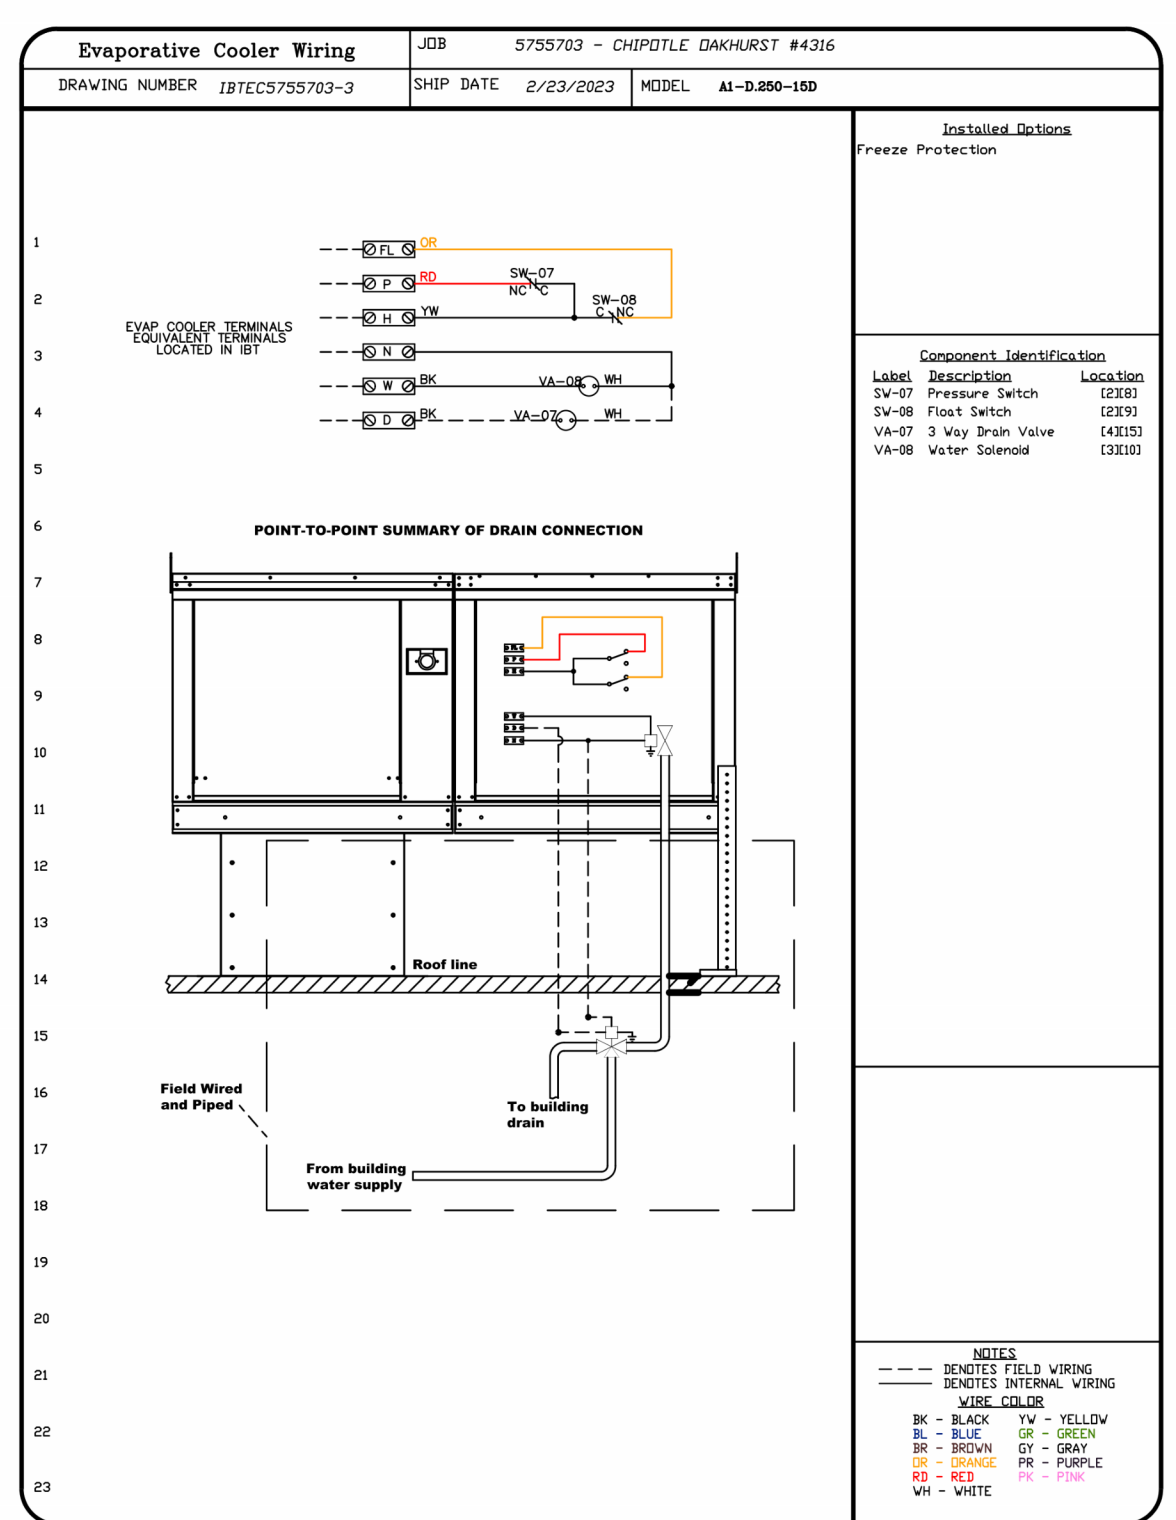 Evaporative Cooler Wiring
JOB 5755703 - CHIPOTLE OAKHURST #4316
DRAWING NUMBER IBTEC5755703-3
SHIP DATE 2/23/2023
MODEL A1-D.250-15D
Installed Options
Freeze Protection
1
2
3
4
5
6
7
8
9
10
11
12
13
14
15
16
17
18
19
20
21
22
23
FL OR
P RD SW-07
NC C
SW-08
C NC
H YW
EVAP COOLER TERMINALS
EQUIVALENT TERMINALS
LOCATED IN IBT
N
W BK VA-08 WH
D BK VA-07 WH
Component Identification
Label Description Location
SW-07 Pressure Switch [2][8]
SW-08 Float Switch [2][9]
VA-07 3 Way Drain Valve [4][15]
VA-08 Water Solenoid [3][10]
POINT-TO-POINT SUMMARY OF DRAIN CONNECTION
Roof line
Field Wired
and Piped
To building
drain
From building
water supply
NOTES
DENOTES FIELD WIRING
DENOTES INTERNAL WIRING
WIRE COLOR
BK - BLACK YW - YELLOW
BL - BLUE GR - GREEN
BR - BROWN GY - GRAY
OR - ORANGE PR - PURPLE
RD - RED PK - PINK
WH - WHITE